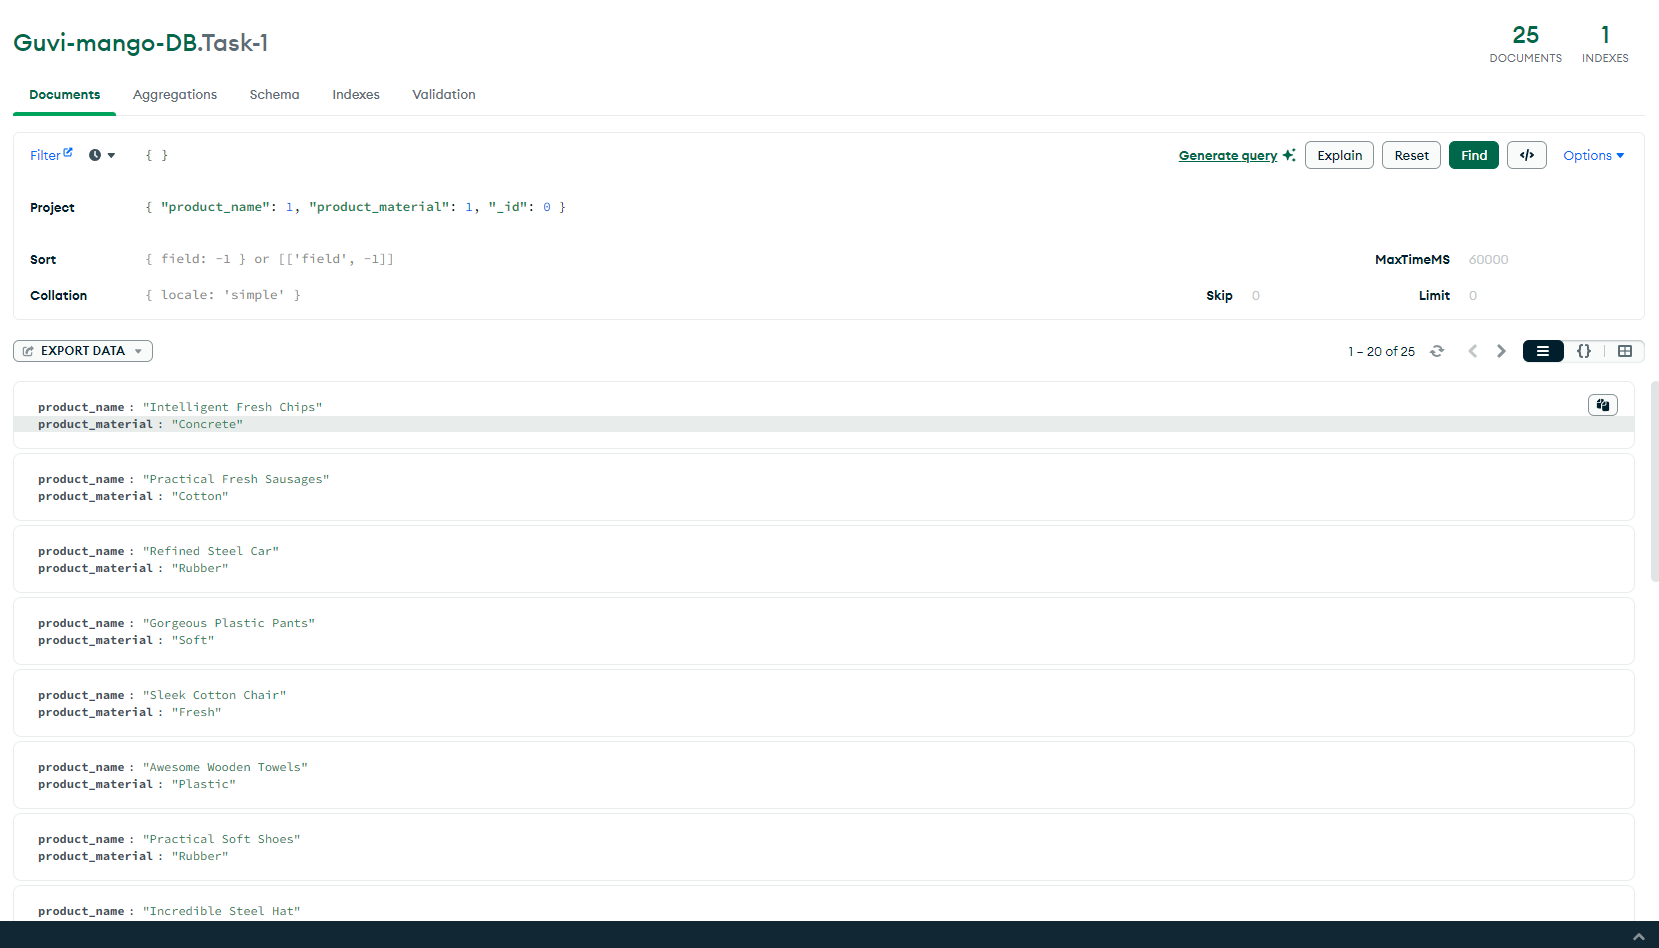 Guvi-mango-DB.Task-1
25 DOCUMENTS
1 INDEXES
Documents Aggregations Schema Indexes Validation
Filter { } Generate query Explain Reset Find </> Options
Project { "product_name": 1, "product_material": 1, "_id": 0 }
Sort { field: -1 } or [['field', -1]] MaxTimeMS 60000
Collation { locale: 'simple' } Skip 0 Limit 0
EXPORT DATA 1 – 20 of 25 {}
product_name : "Intelligent Fresh Chips"
product_material : "Concrete"
product_name : "Practical Fresh Sausages"
product_material : "Cotton"
product_name : "Refined Steel Car"
product_material : "Rubber"
product_name : "Gorgeous Plastic Pants"
product_material : "Soft"
product_name : "Sleek Cotton Chair"
product_material : "Fresh"
product_name : "Awesome Wooden Towels"
product_material : "Plastic"
product_name : "Practical Soft Shoes"
product_material : "Rubber"
product_name : "Incredible Steel Hat"